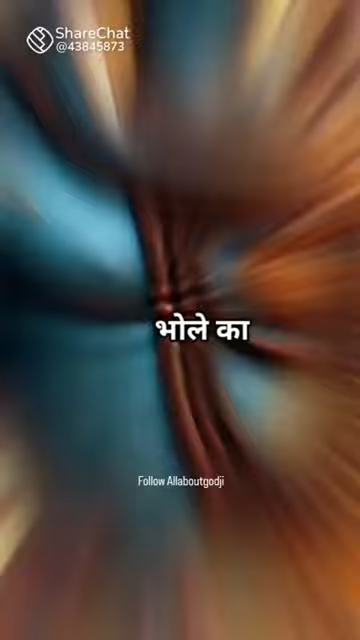 ShareChat
@43845873
भोले का
Follow Allaboutgodji